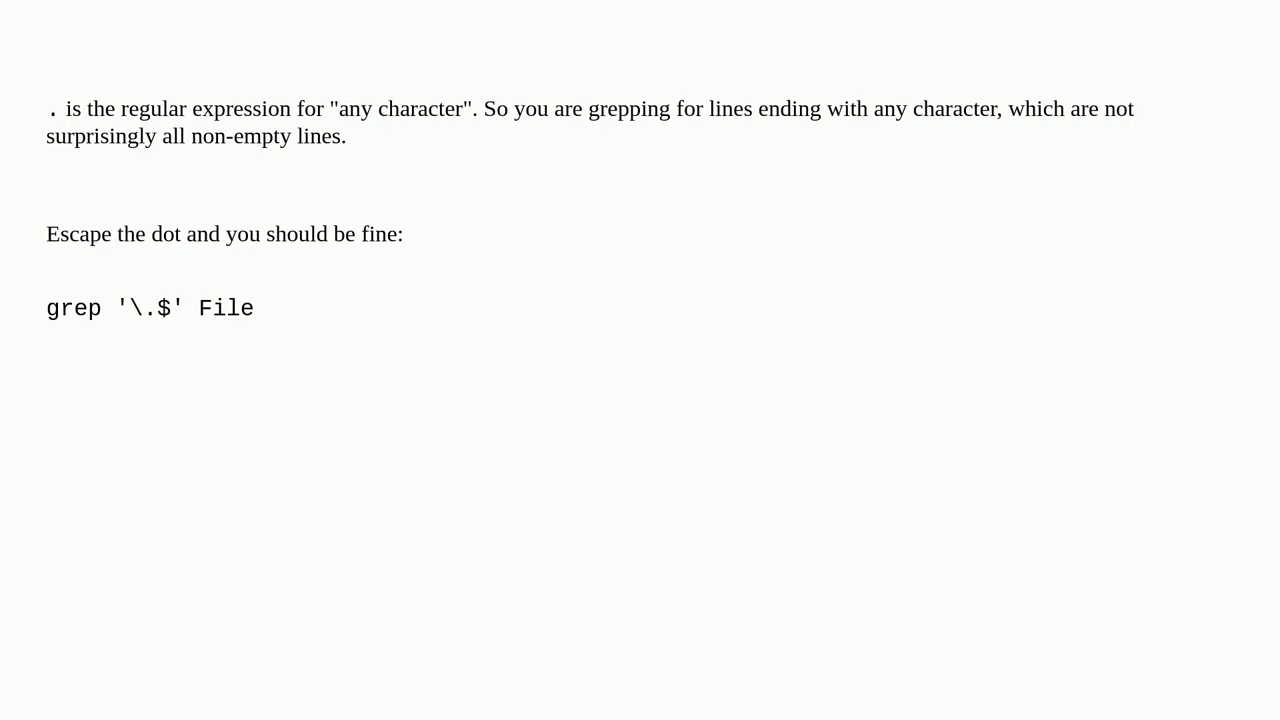 . is the regular expression for "any character". So you are grepping for lines ending with any character, which are not
surprisingly all non-empty lines.
Escape the dot and you should be fine:
grep '\.$' File